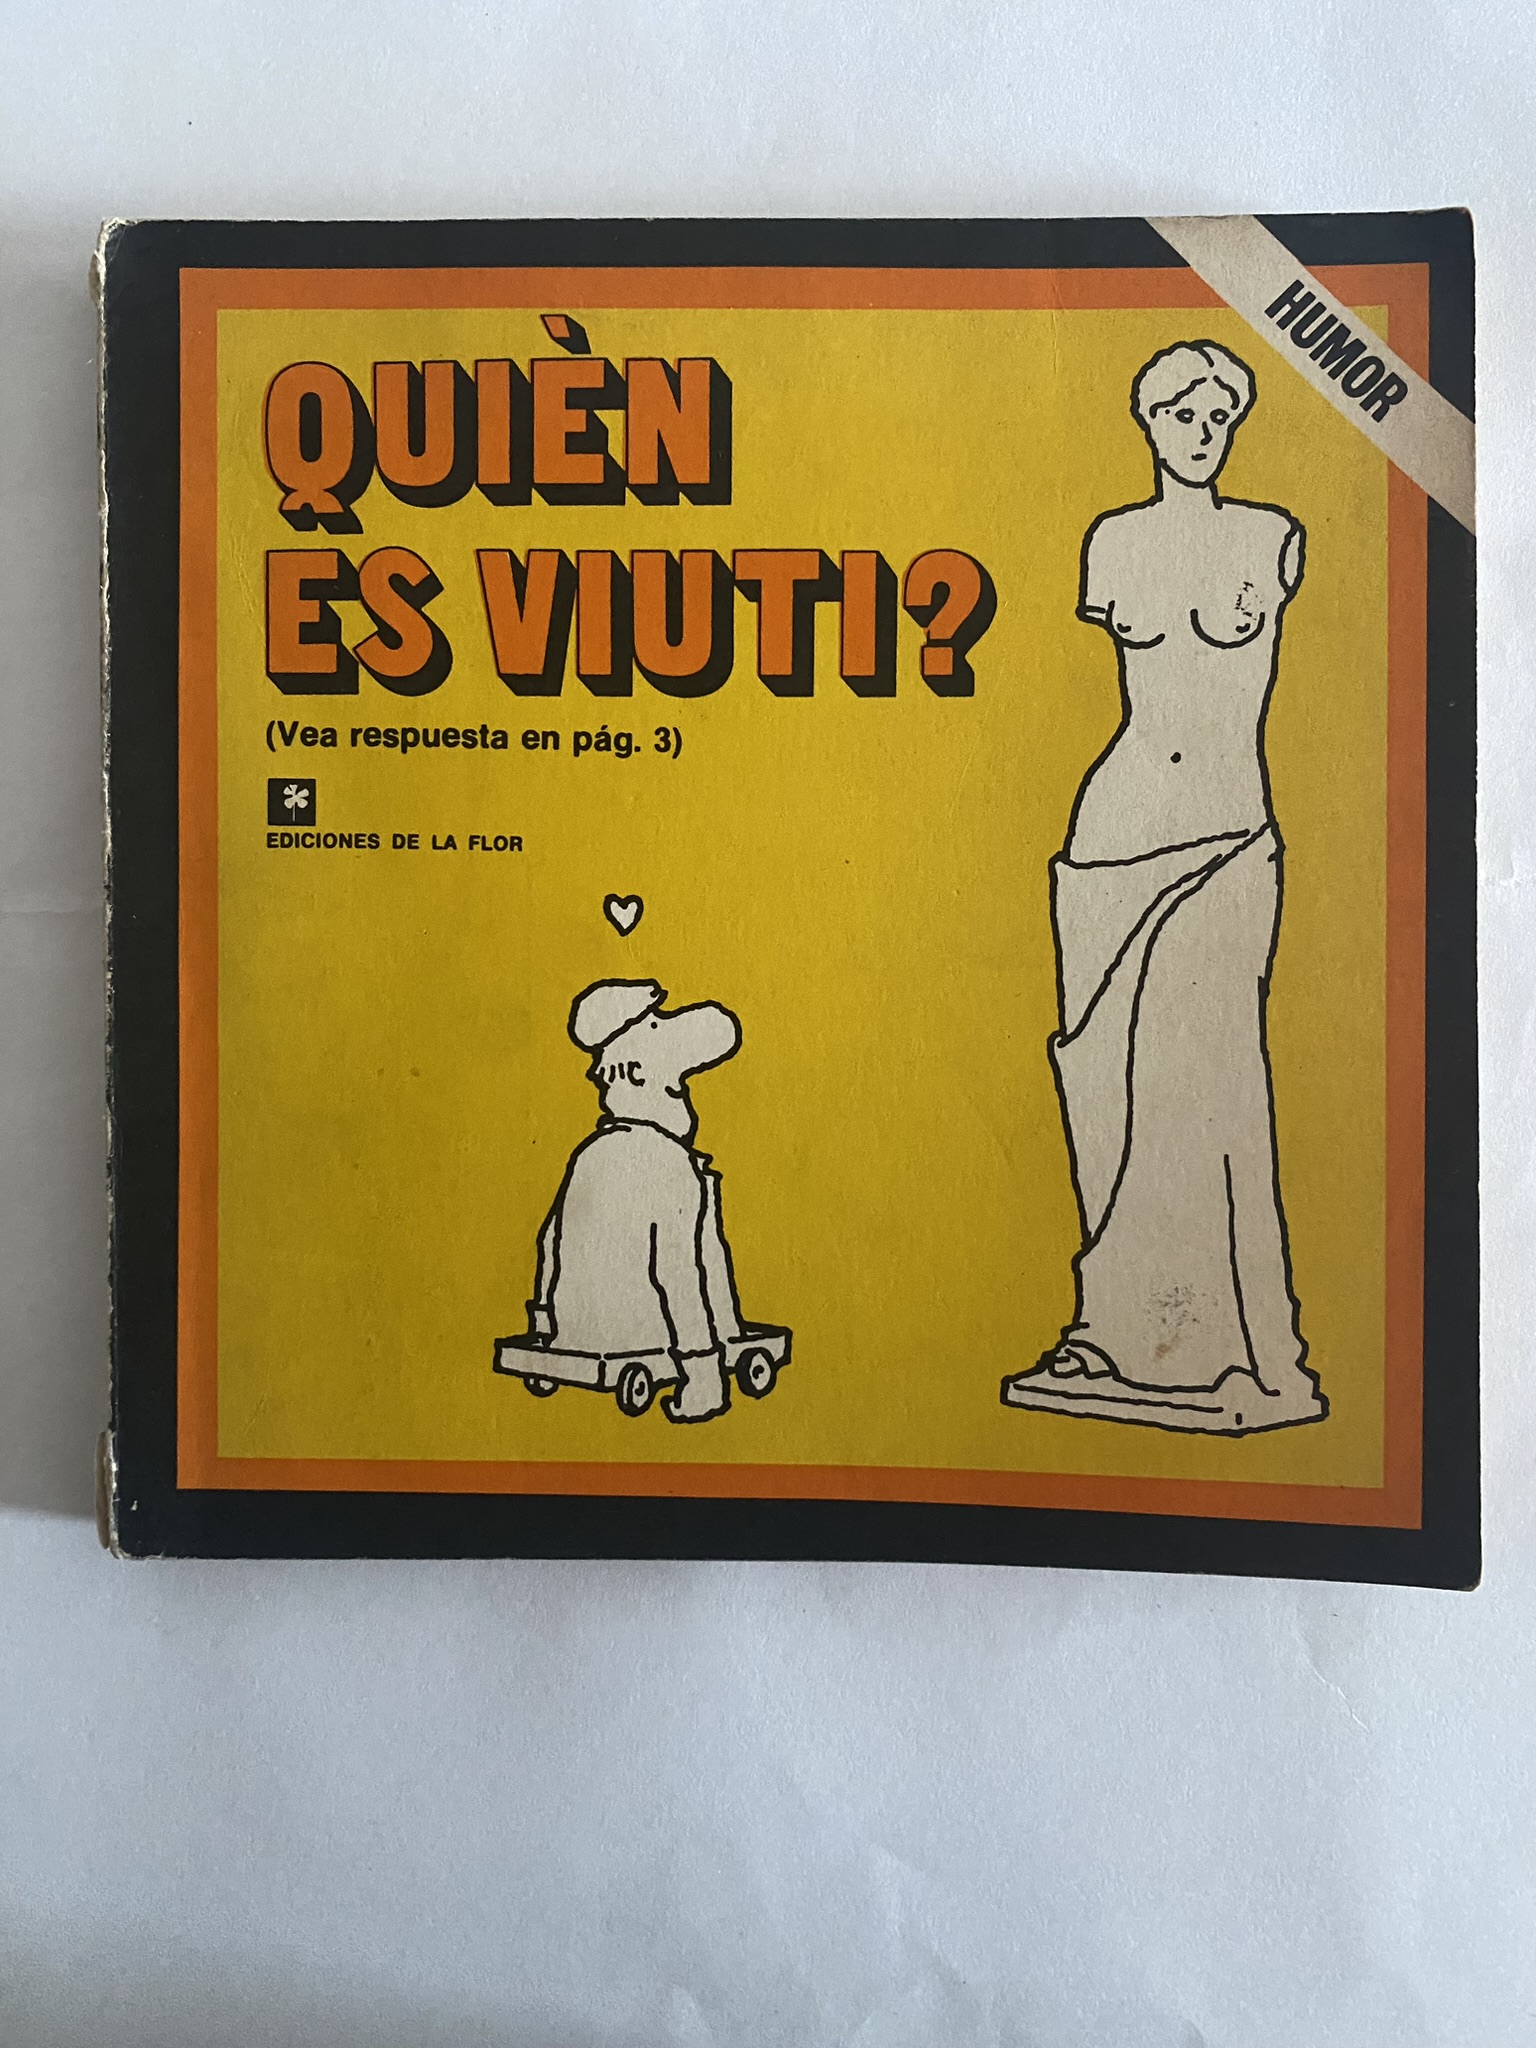 HUMOR
QUIÈN
ES VIUTI?
(Vea respuesta en pág. 3)
EDICIONES DE LA FLOR